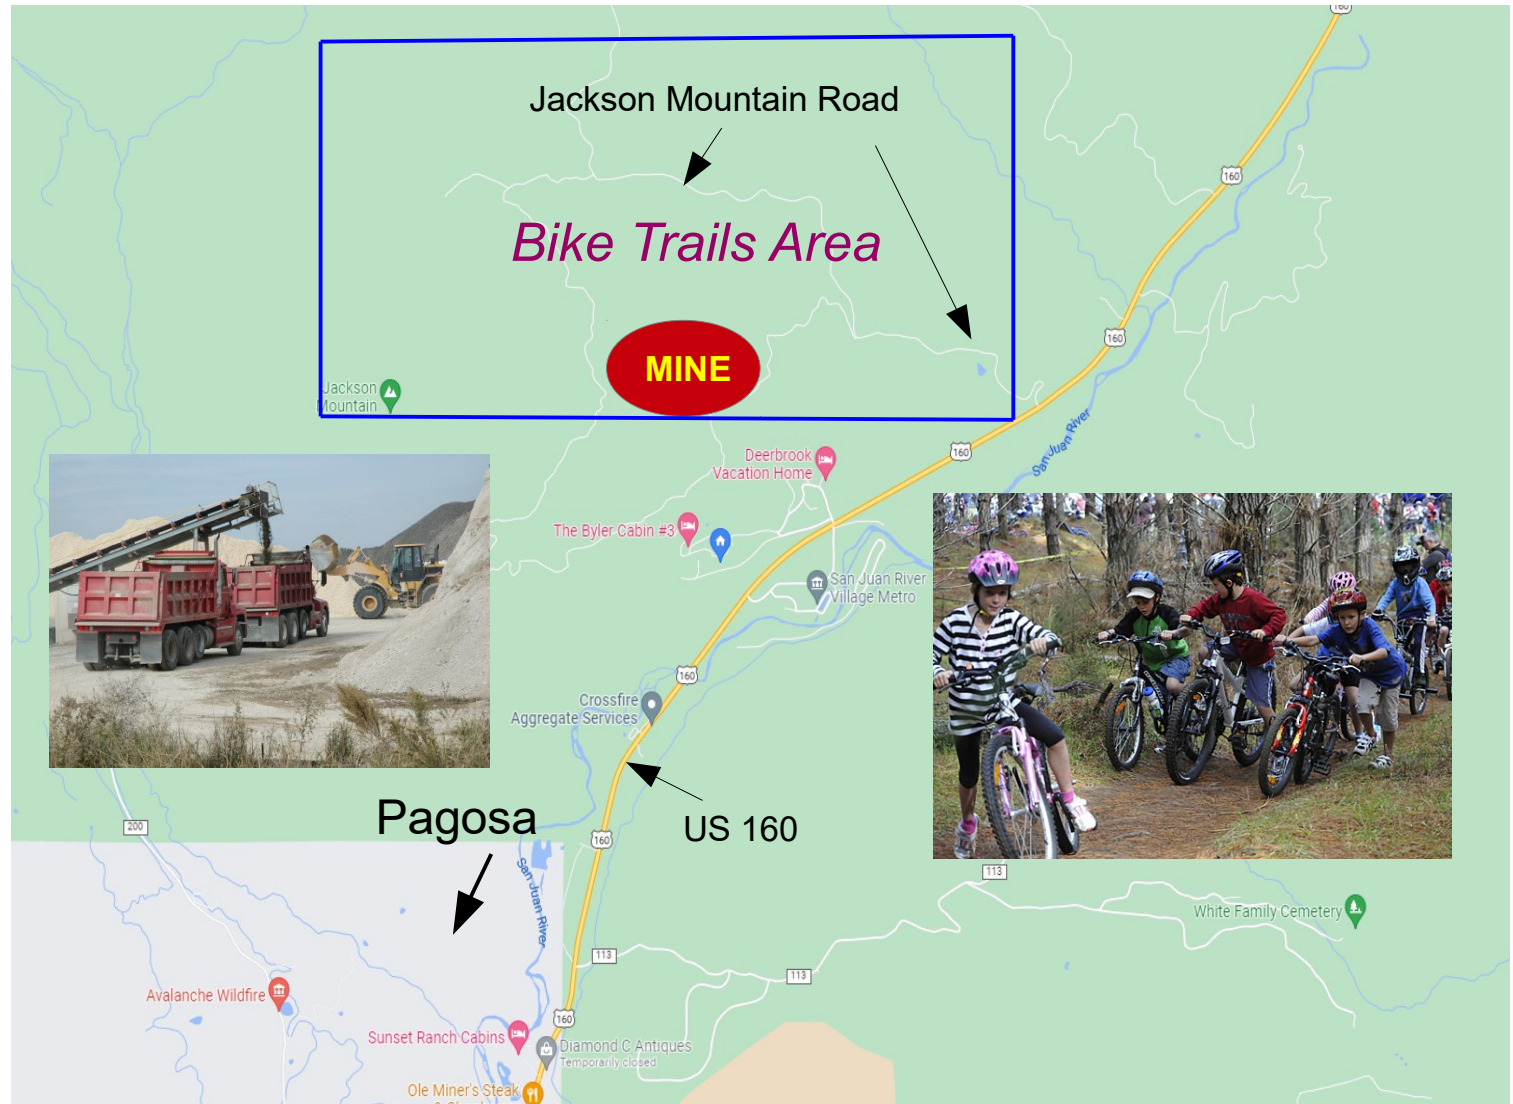 160
Jackson Mountain Road
160
Bike Trails Area
160
MINE
Jackson
Mountain
San Juan River
160
Deerbrook
Vacation Home
The Byler Cabin #3
San Juan River
Village Metro
160
Crossfire
Aggregate Services
Pagosa
US 160
200
160
113
San Juan River
White Family Cemetery
113
113
Avalanche Wildfire
160
Sunset Ranch Cabins
Diamond C Antiques
Temporarily closed
Ole Miner's Steak